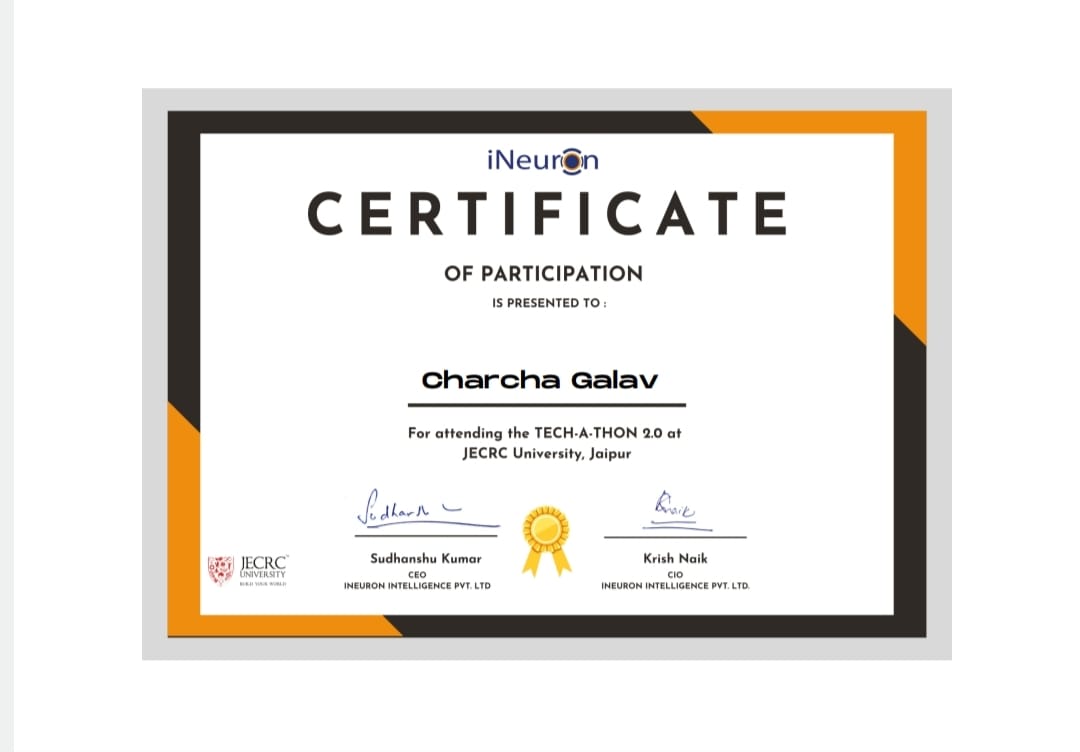 iNeuron
CERTIFICATE
OF PARTICIPATION
IS PRESENTED TO :
Charcha Galav
For attending the TECH-A-THON 2.0 at
JECRC University, Jaipur
Sudhanshu Kumar
CEO
INEURON INTELLIGENCE PVT. LTD
Krish Naik
CIO
INEURON INTELLIGENCE PVT. LTD.
JECRC
UNIVERSITY
BUILD YOUR WORLD